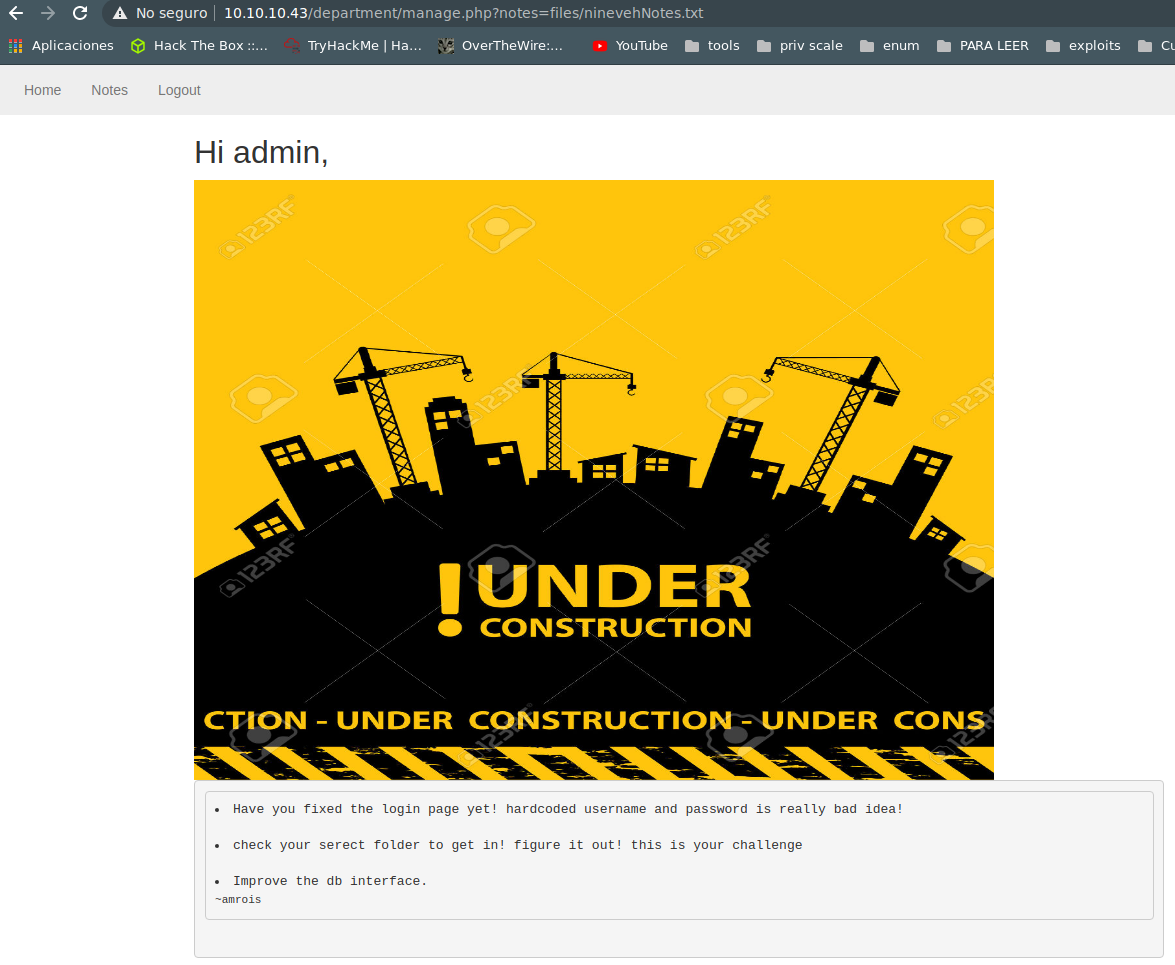 No seguro 10.10.10.43/department/manage.php?notes=files/ninevehNotes.txt
Aplicaciones Hack The Box ::... TryHackMe | Ha... OverTheWire:... YouTube tools priv scale enum PARA LEER exploits Cu
Home Notes Logout
Hi admin,
123RF 123RF
123RF 123RF
123RF 123RF
! UNDER
CONSTRUCTION
CTION - UNDER CONSTRUCTION - UNDER CONS
123RF 123RF
• Have you fixed the login page yet! hardcoded username and password is really bad idea!
• check your serect folder to get in! figure it out! this is your challenge
• Improve the db interface.
~amrois